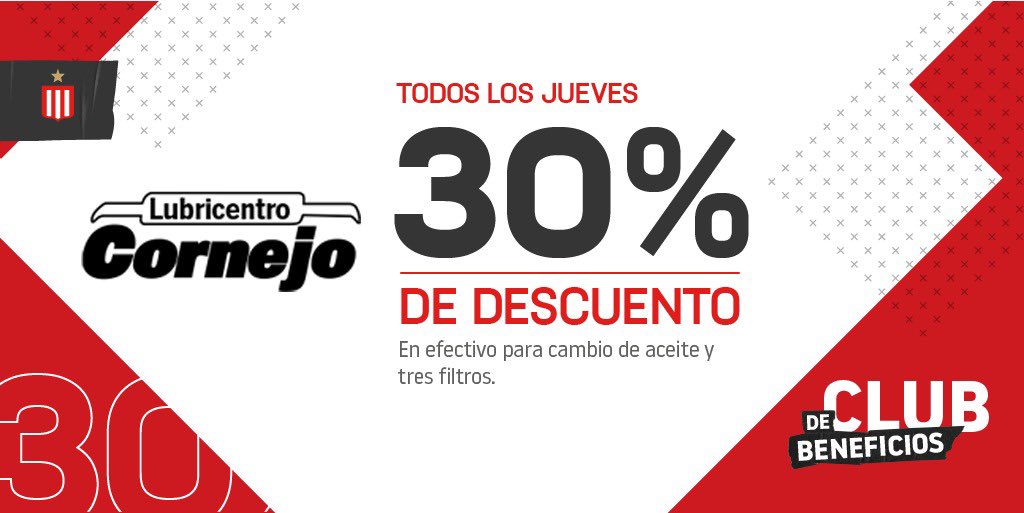 TODOS LOS JUEVES
30%
DE DESCUENTO
En efectivo para cambio de aceite y
tres filtros.
Lubricentro
Cornejo
30
CLUB
DE
BENEFICIOS